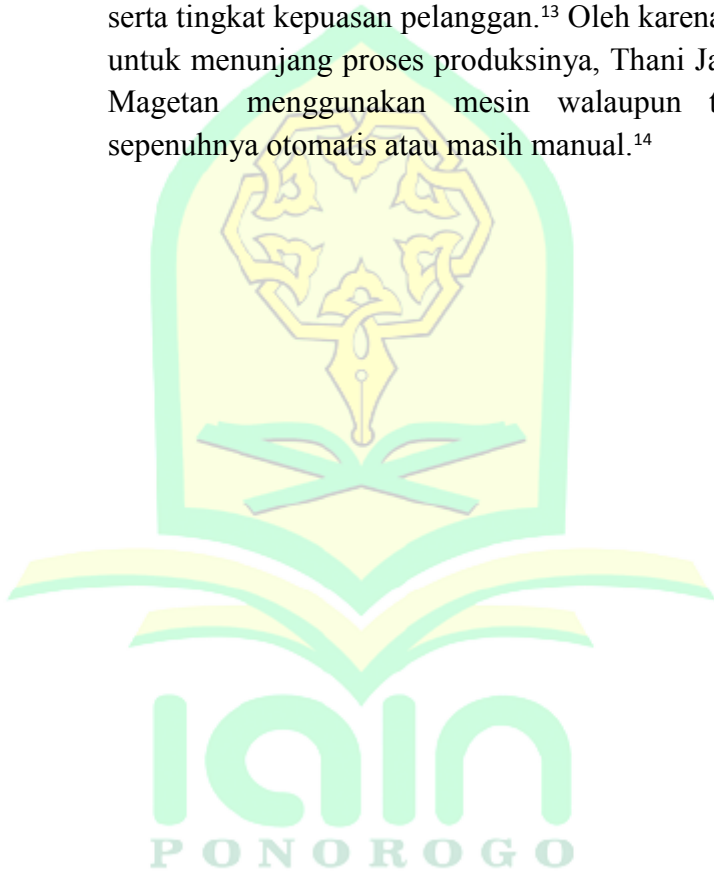 serta tingkat kepuasan pelanggan.¹³ Oleh karena
untuk menunjang proses produksinya, Thani Ja
Magetan menggunakan mesin walaupun t
sepenuhnya otomatis atau masih manual.¹⁴
iain
PONOROGO